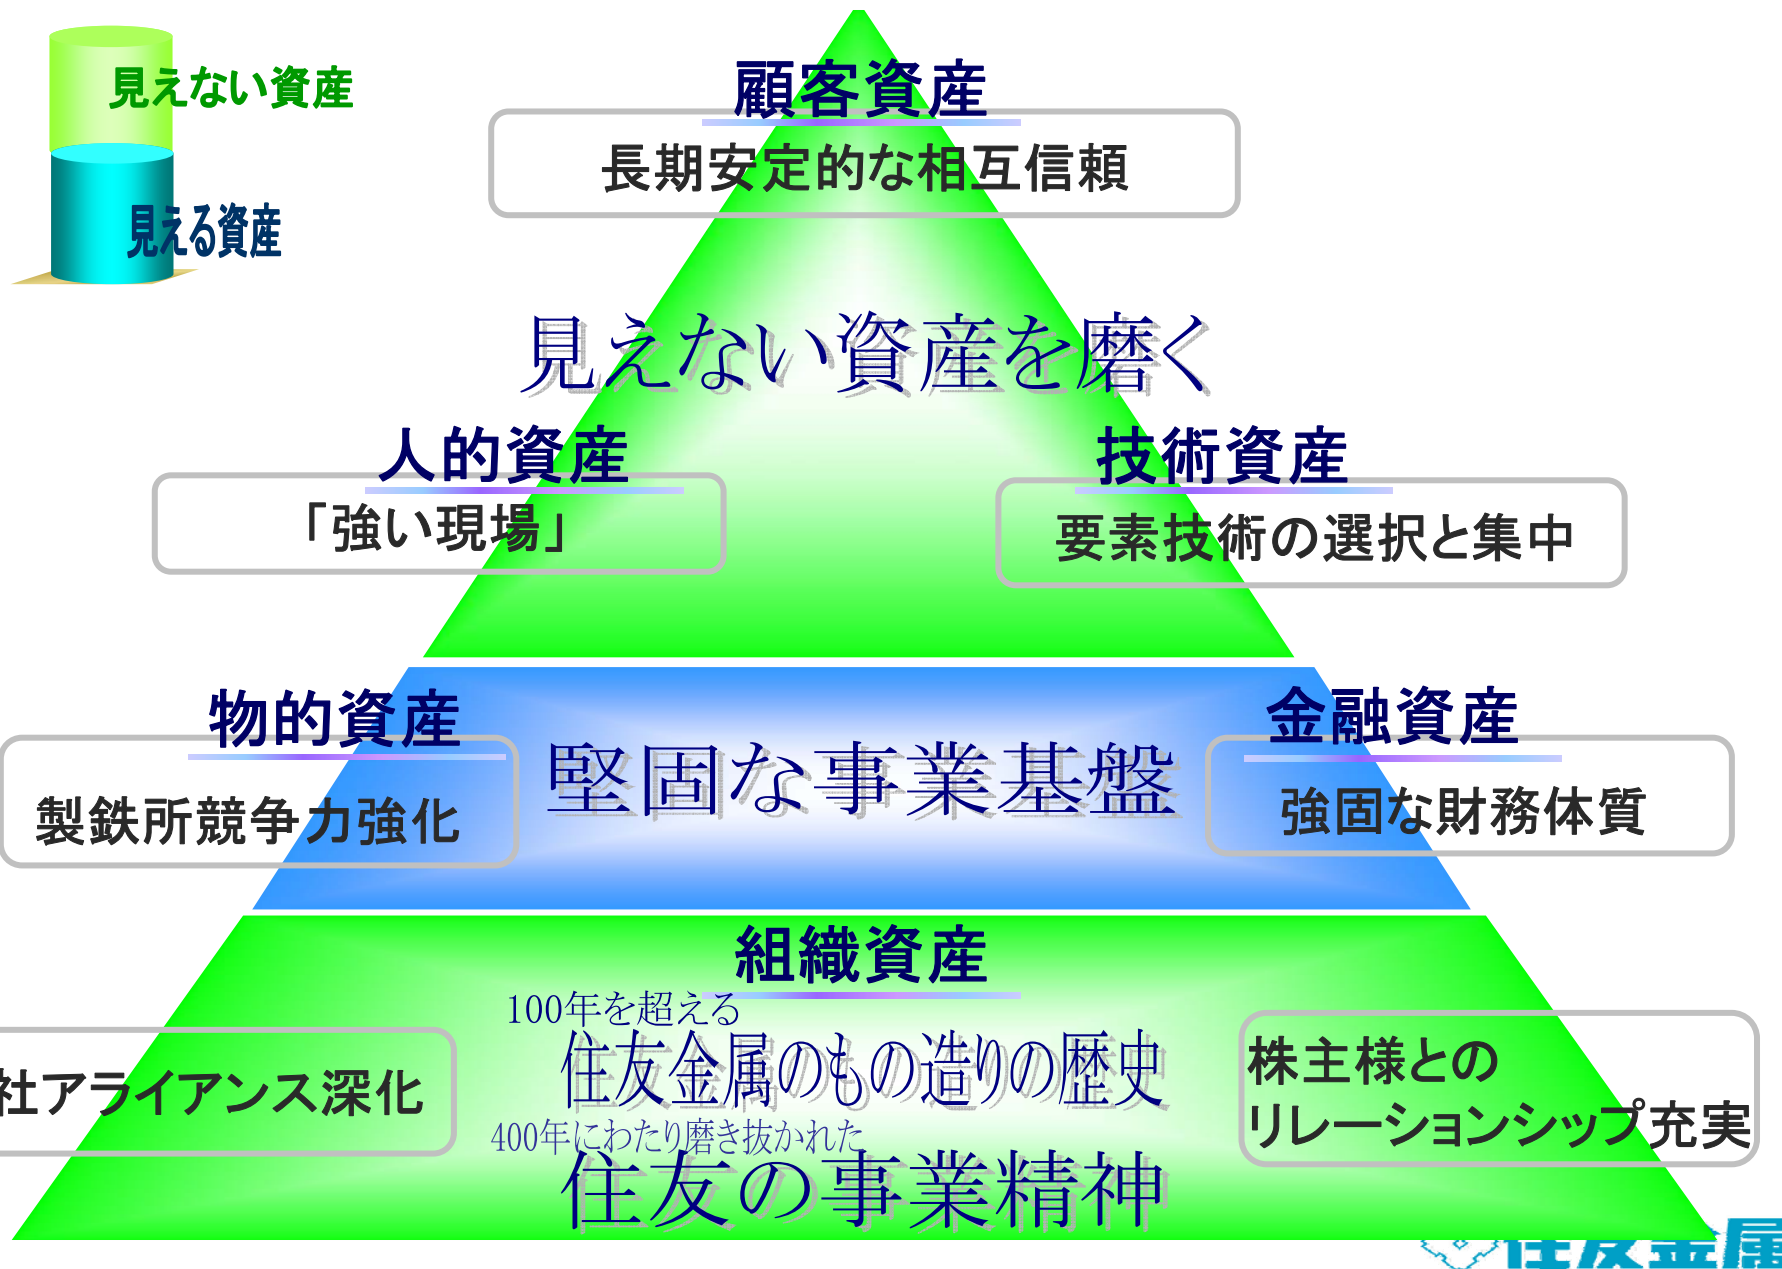 見えない資産
見える資産
顧客資産
長期安定的な相互信頼
見えない資産を磨く
人的資産
「強い現場」
技術資産
要素技術の選択と集中
物的資産
製鉄所競争力強化
堅固な事業基盤
金融資産
強固な財務体質
組織資産
100年を超える
住友金属のもの造りの歴史
400年にわたり磨き抜かれた
住友の事業精神
社アライアンス深化
株主様との
リレーションシップ充実
住友金属